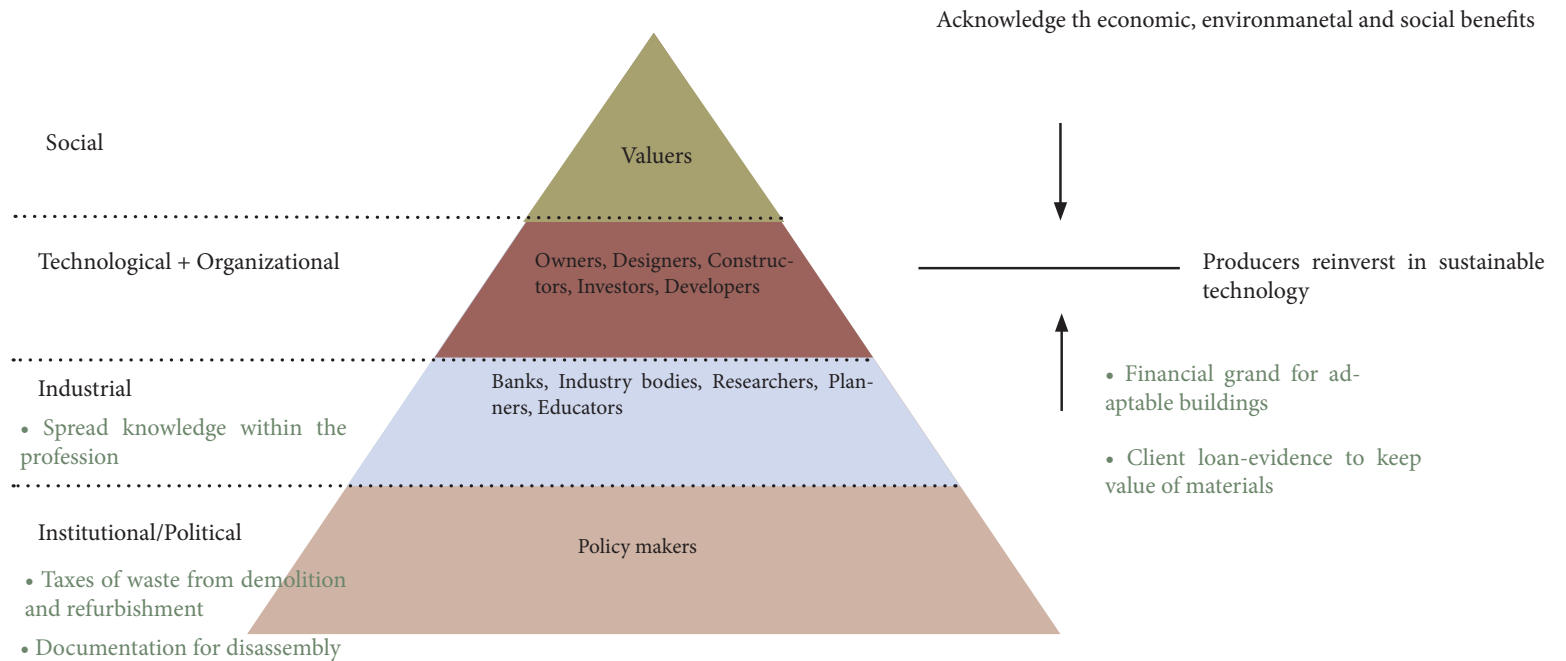 Acknowledge th economic, environmanetal and social benefits
Social
Valuers
Technological + Organizational
Owners, Designers, Construc-
tors, Investors, Developers
Producers reinverst in sustainable
technology
Industrial
• Spread knowledge within the
profession
Banks, Industry bodies, Researchers, Plan-
ners, Educators
• Financial grand for ad-
aptable buildings
• Client loan-evidence to keep
value of materials
Institutional/Political
• Taxes of waste from demolition
and refurbishment
• Documentation for disassembly
Policy makers